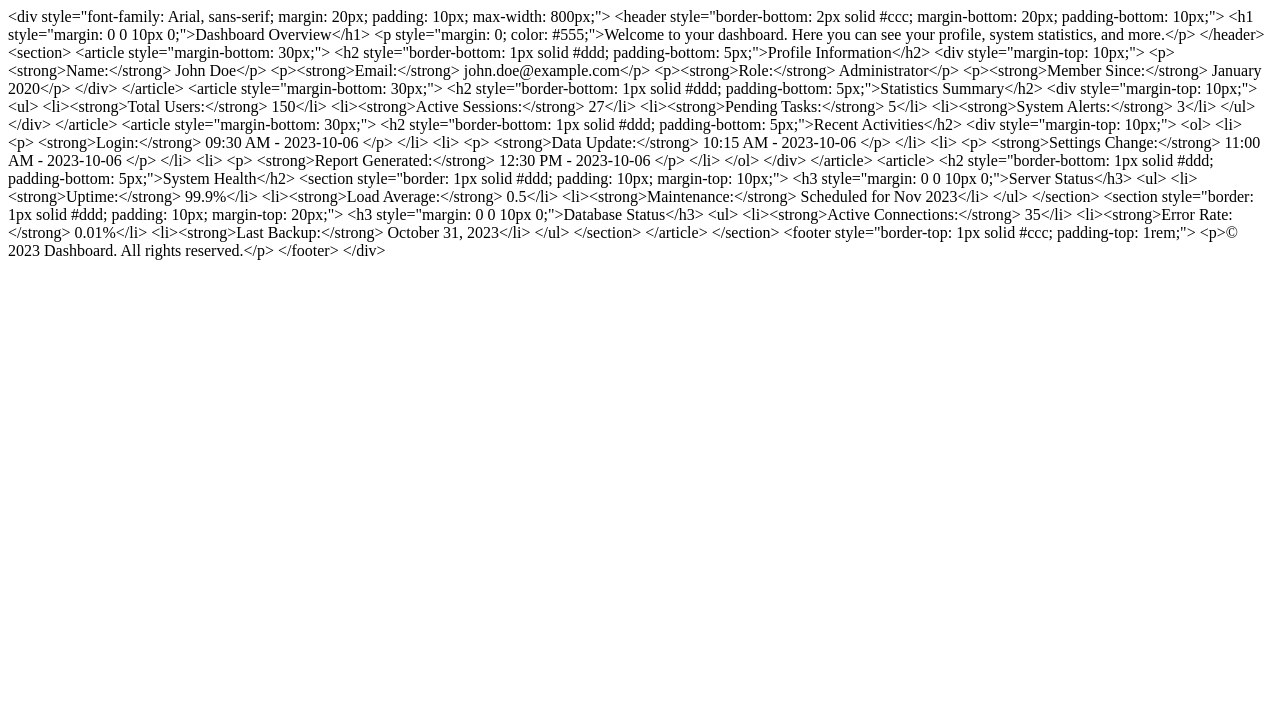 <div style="font-family: Arial, sans-serif; margin: 20px; padding: 10px; max-width: 800px;"> <header style="border-bottom: 2px solid #ccc; margin-bottom: 20px; padding-bottom: 10px;"> <h1
style="margin: 0 0 10px 0;">Dashboard Overview</h1> <p style="margin: 0; color: #555;">Welcome to your dashboard. Here you can see your profile, system statistics, and more.</p> </header>
<section> <article style="margin-bottom: 30px;"> <h2 style="border-bottom: 1px solid #ddd; padding-bottom: 5px;">Profile Information</h2> <div style="margin-top: 10px;"> <p>
<strong>Name:</strong> John Doe</p> <p><strong>Email:</strong> john.doe@example.com</p> <p><strong>Role:</strong> Administrator</p> <p><strong>Member Since:</strong> January
2020</p> </div> </article> <article style="margin-bottom: 30px;"> <h2 style="border-bottom: 1px solid #ddd; padding-bottom: 5px;">Statistics Summary</h2> <div style="margin-top: 10px;">
<ul> <li><strong>Total Users:</strong> 150</li> <li><strong>Active Sessions:</strong> 27</li> <li><strong>Pending Tasks:</strong> 5</li> <li><strong>System Alerts:</strong> 3</li> </ul>
</div> </article> <article style="margin-bottom: 30px;"> <h2 style="border-bottom: 1px solid #ddd; padding-bottom: 5px;">Recent Activities</h2> <div style="margin-top: 10px;"> <ol> <li>
<p> <strong>Login:</strong> 09:30 AM - 2023-10-06 </p> </li> <li> <p> <strong>Data Update:</strong> 10:15 AM - 2023-10-06 </p> </li> <li> <p> <strong>Settings Change:</strong> 11:00
AM - 2023-10-06 </p> </li> <li> <p> <strong>Report Generated:</strong> 12:30 PM - 2023-10-06 </p> </li> </ol> </div> </article> <article> <h2 style="border-bottom: 1px solid #ddd;
padding-bottom: 5px;">System Health</h2> <section style="border: 1px solid #ddd; padding: 10px; margin-top: 10px;"> <h3 style="margin: 0 0 10px 0;">Server Status</h3> <ul> <li>
<strong>Uptime:</strong> 99.9%</li> <li><strong>Load Average:</strong> 0.5</li> <li><strong>Maintenance:</strong> Scheduled for Nov 2023</li> </ul> </section> <section style="border:
1px solid #ddd; padding: 10px; margin-top: 20px;"> <h3 style="margin: 0 0 10px 0;">Database Status</h3> <ul> <li><strong>Active Connections:</strong> 35</li> <li><strong>Error Rate:
</strong> 0.01%</li> <li><strong>Last Backup:</strong> October 31, 2023</li> </ul> </section> </article> </section> <footer style="border-top: 1px solid #ccc; padding-top: 1rem;"> <p>©
2023 Dashboard. All rights reserved.</p> </footer> </div>